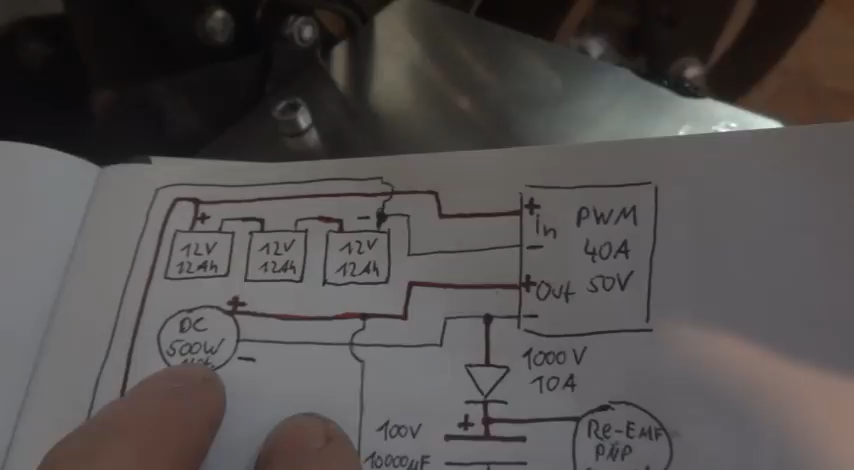 +
-
12V
12Ah
12V
12Ah
12V
12Ah
+
In
-
PWM
40A
50V
+
Out
-
+
DC
500W
-
1000V
10A
+
100V
10000µF
Re-EMF